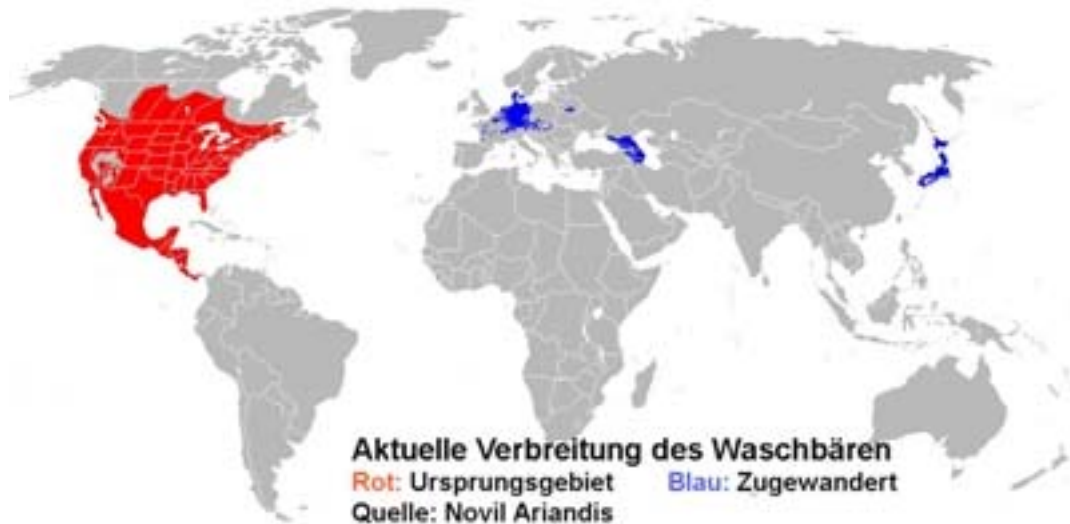 Aktuelle Verbreitung des Waschbären
Rot: Ursprungsgebiet Blau: Zugewandert
Quelle: Novil Ariandis